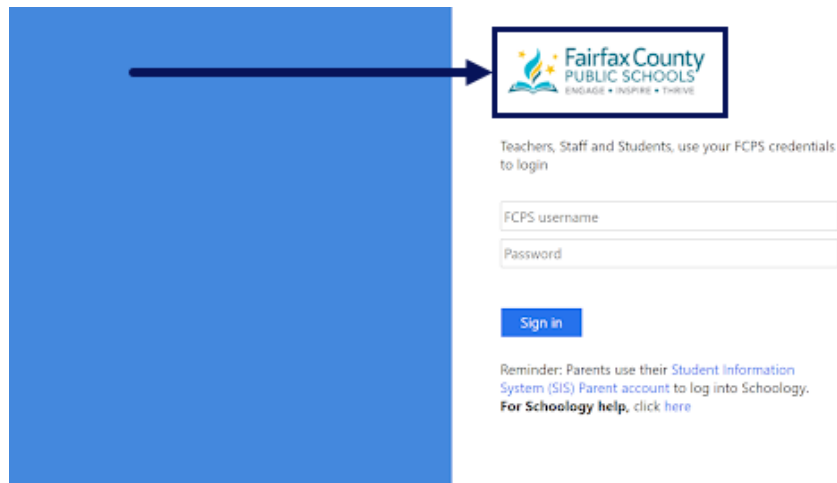 Fairfax County
PUBLIC SCHOOLS
ENGAGE • INSPIRE • THRIVE
Teachers, Staff and Students, use your FCPS credentials
to login
FCPS username
Password
Sign in
Reminder: Parents use their Student Information
System (SIS) Parent account to log into Schoology.
For Schoology help, click here